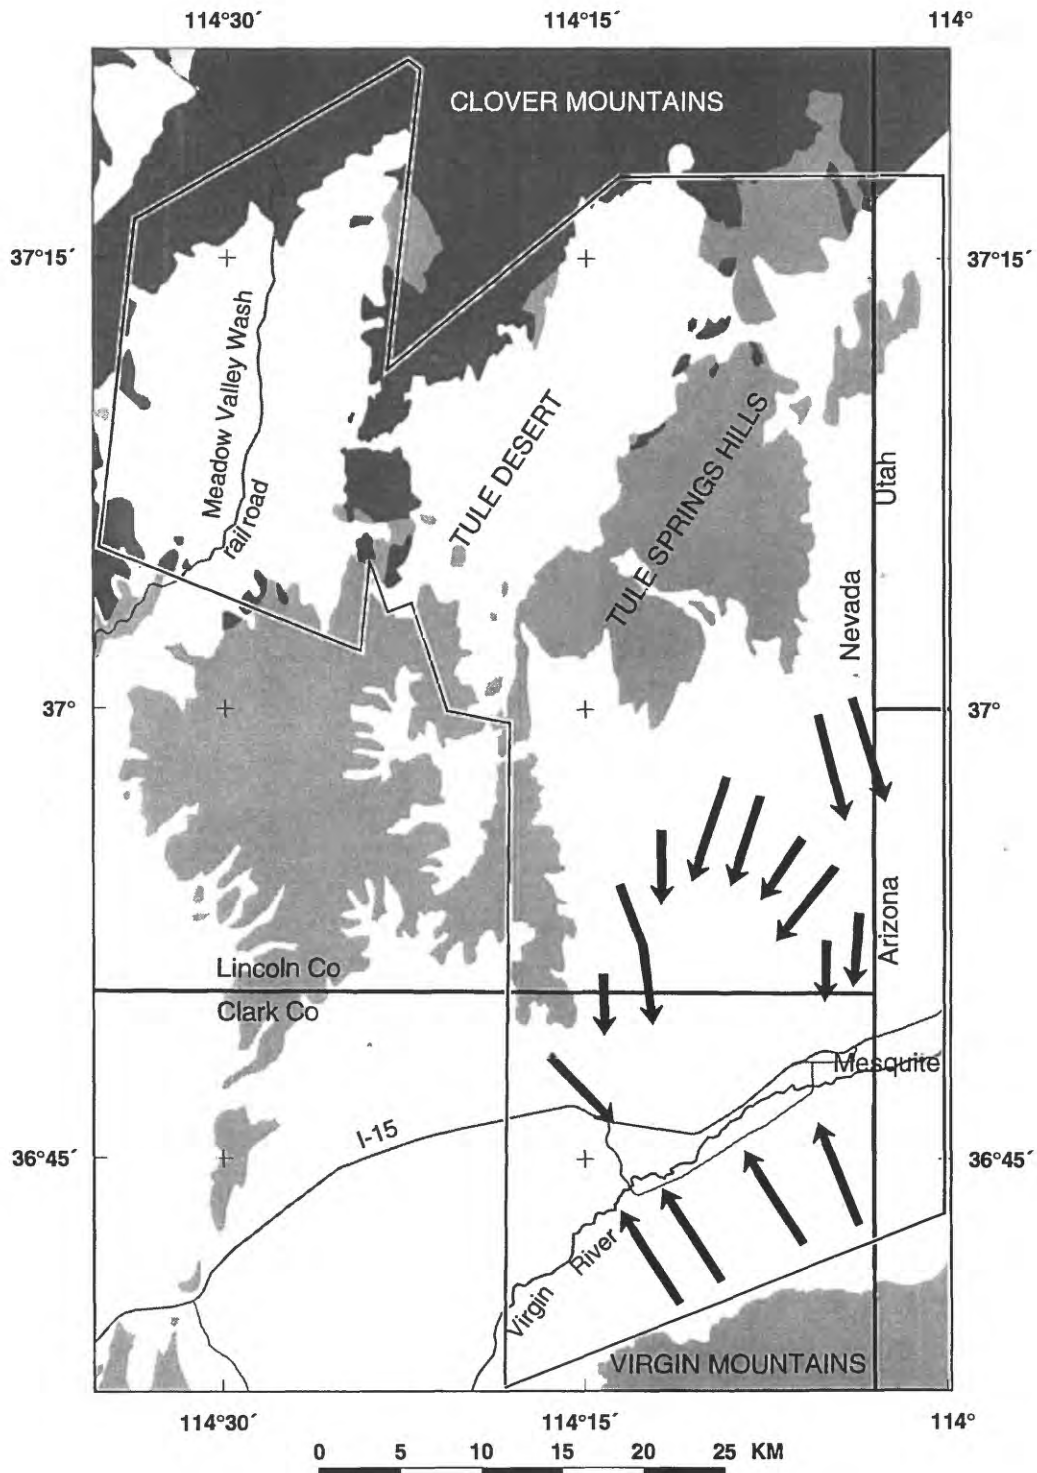 114°30´ 114°15´ 114°
CLOVER MOUNTAINS
37°15´ 37°15´
Meadow Valley Wash
railroad
TULE DESERT
TULE SPRINGS HILLS
Utah
Nevada
37° 37°
Arizona
Lincoln Co
Clark Co
Mesquite
I-15
36°45´ 36°45´
Virgin River
VIRGIN MOUNTAINS
114°30´ 114°15´ 114°
0 5 10 15 20 25 KM